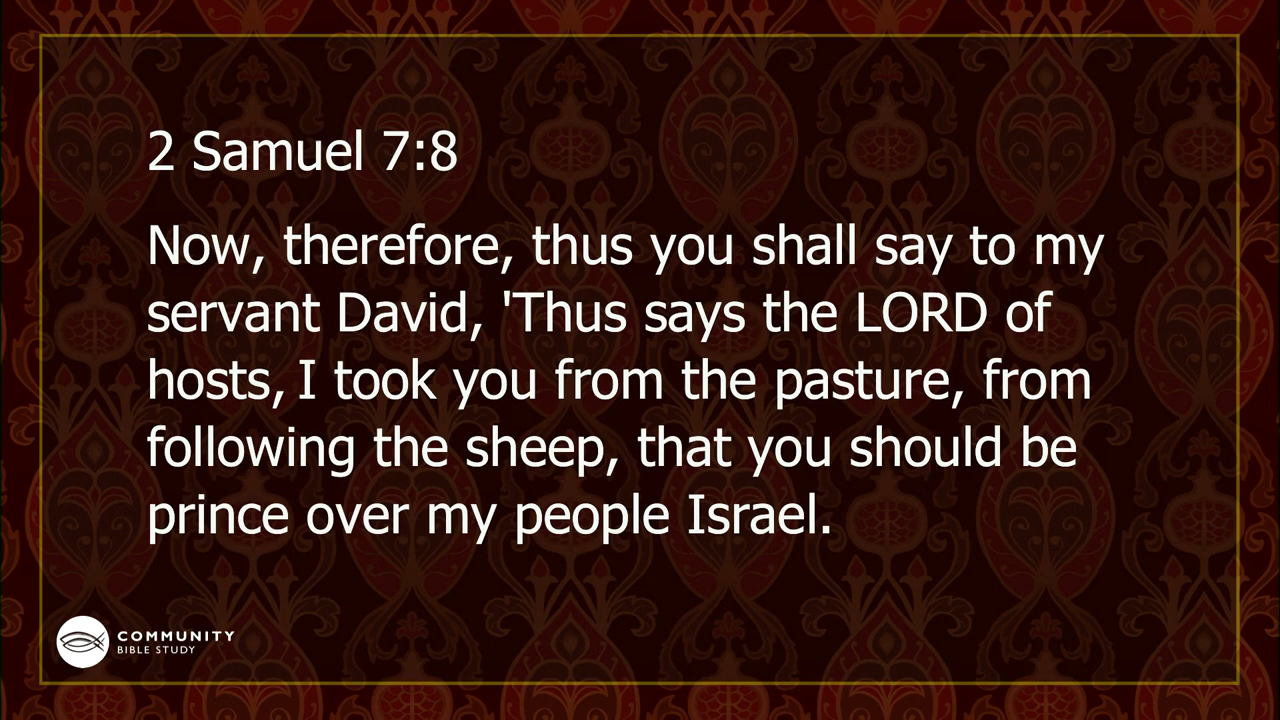 2 Samuel 7:8
Now, therefore, thus you shall say to my
servant David, 'Thus says the LORD of
hosts, I took you from the pasture, from
following the sheep, that you should be
prince over my people Israel.
COMMUNITY
BIBLE STUDY